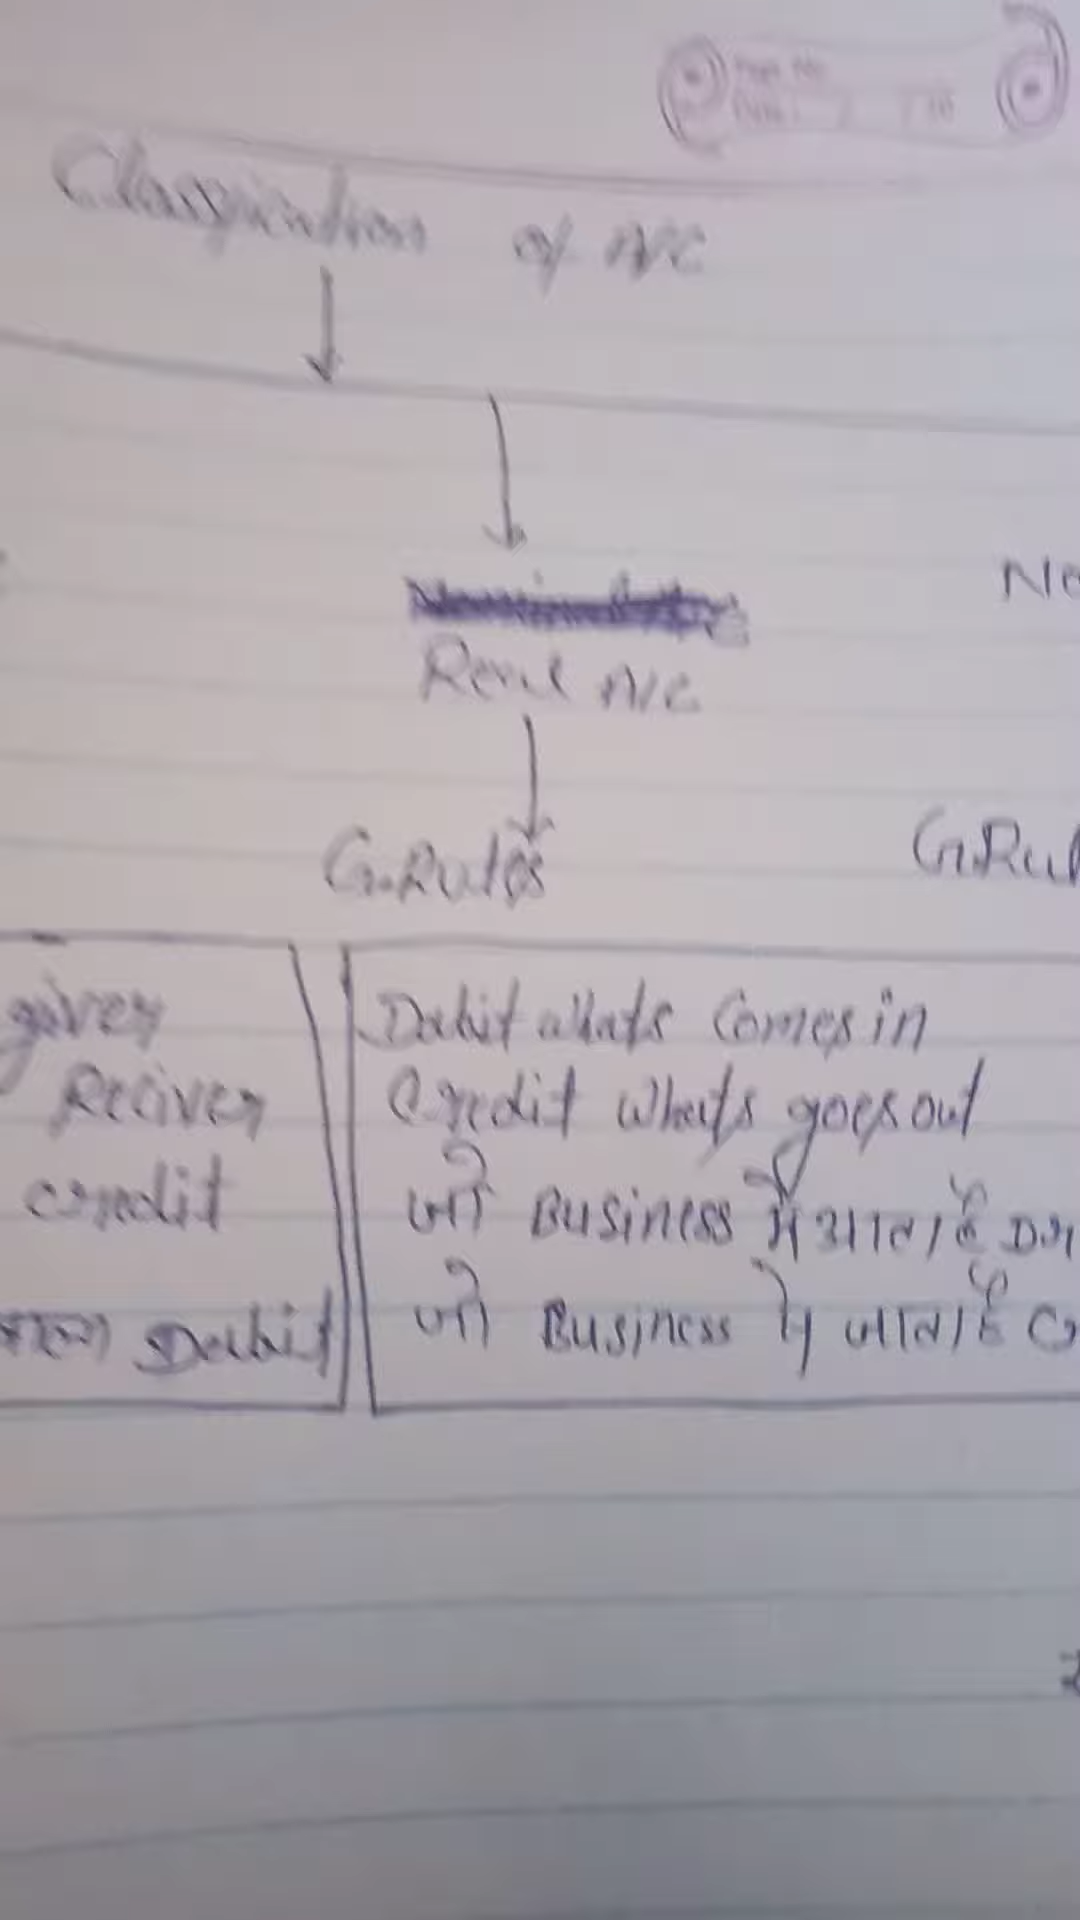 Classification of A/C
Real A/C
G.Rules
giver
Reciver
credit
Debit
Debit whats Comes in
Credit whats goes out
जो Business में आता है
जो Business से जाता है